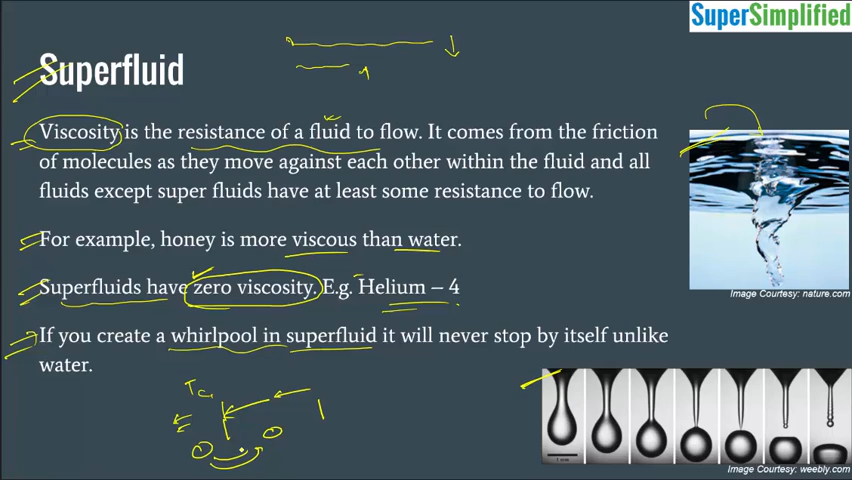 SuperSimplified
Superfluid
Viscosity is the resistance of a fluid to flow. It comes from the friction
of molecules as they move against each other within the fluid and all
fluids except super fluids have at least some resistance to flow.
For example, honey is more viscous than water.
Superfluids have zero viscosity. E.g. Helium – 4
If you create a whirlpool in superfluid it will never stop by itself unlike
water.
Image Courtesy: nature.com
1 mm
Image Courtesy: weebly.com